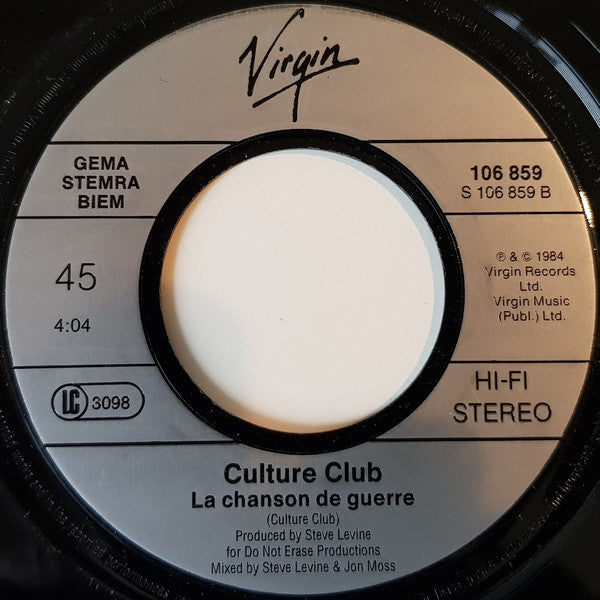 Virgin
GEMA
STEMRA
BIEM
106 859
S 106 859 B
45
4:04
℗ & © 1984
Virgin Records
Ltd.
Virgin Music
(Publ.) Ltd.
LC 3098
HI-FI
STEREO
Culture Club
La chanson de guerre
(Culture Club)
Produced by Steve Levine
for Do Not Erase Productions
Mixed by Steve Levine & Jon Moss